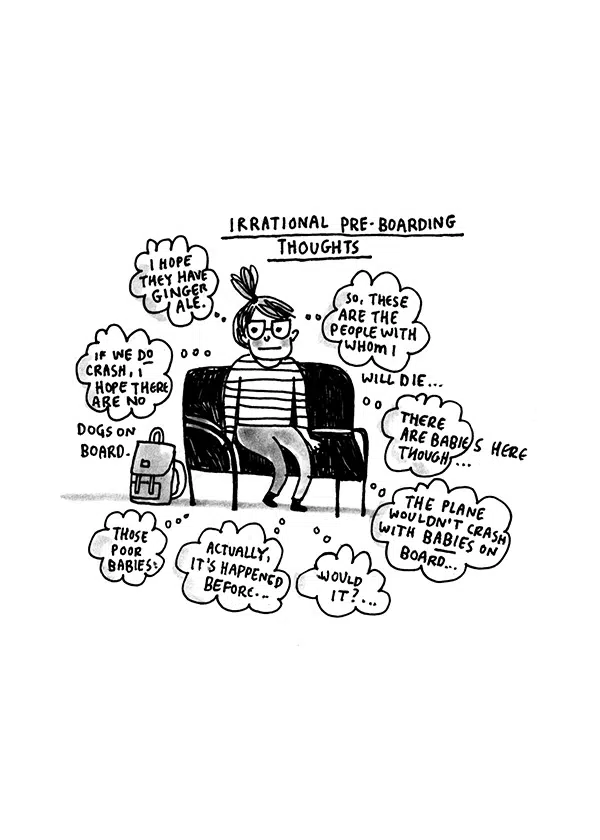 IRRATIONAL PRE-BOARDING
THOUGHTS
SO, THESE
ARE THE
PEOPLE WITH
WHOM I
WILL DIE...
THERE
ARE BABIES HERE
THOUGH...
THE PLANE
WOULDN'T CRASH
WITH BABIES ON
BOARD...
WOULD
IT?...
ACTUALLY,
IT'S HAPPENED
BEFORE...
THOSE
POOR
BABIES.
IF WE DO
CRASH, I
HOPE THERE
ARE NO
DOGS ON
BOARD.
I HOPE
THEY HAVE
GINGER
ALE.